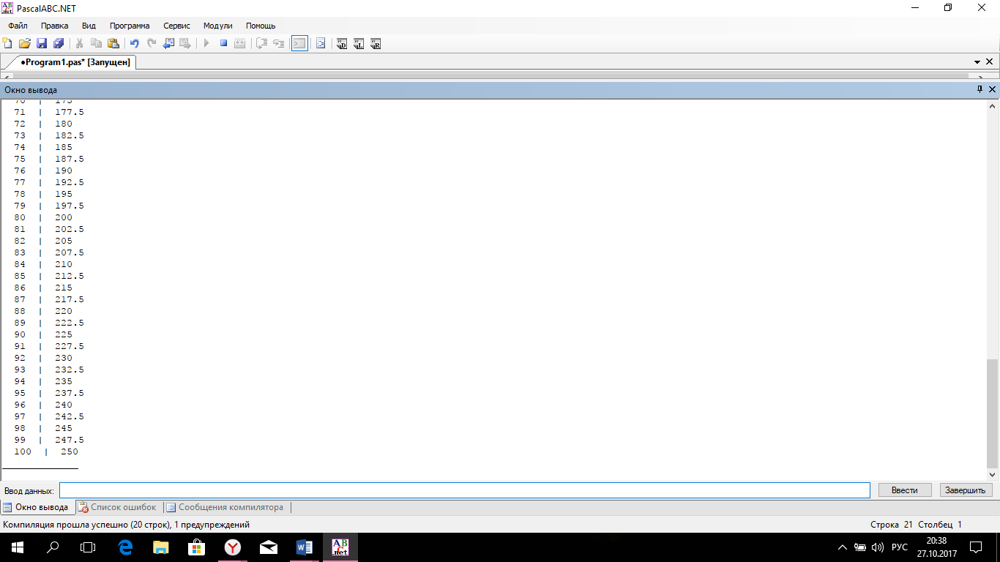 PascalABC.NET
Файл Правка Вид Программа Сервис Модули Помощь
•Program1.pas* [Запущен]
Окно вывода
70 | 175
71 | 177.5
72 | 180
73 | 182.5
74 | 185
75 | 187.5
76 | 190
77 | 192.5
78 | 195
79 | 197.5
80 | 200
81 | 202.5
82 | 205
83 | 207.5
84 | 210
85 | 212.5
86 | 215
87 | 217.5
88 | 220
89 | 222.5
90 | 225
91 | 227.5
92 | 230
93 | 232.5
94 | 235
95 | 237.5
96 | 240
97 | 242.5
98 | 245
99 | 247.5
100 | 250
Ввод данных: Ввести Завершить
Окно вывода Список ошибок Сообщения компилятора
Компиляция прошла успешно (20 строк), 1 предупреждений Строка 21 Столбец 1
РУС 20:38
27.10.2017